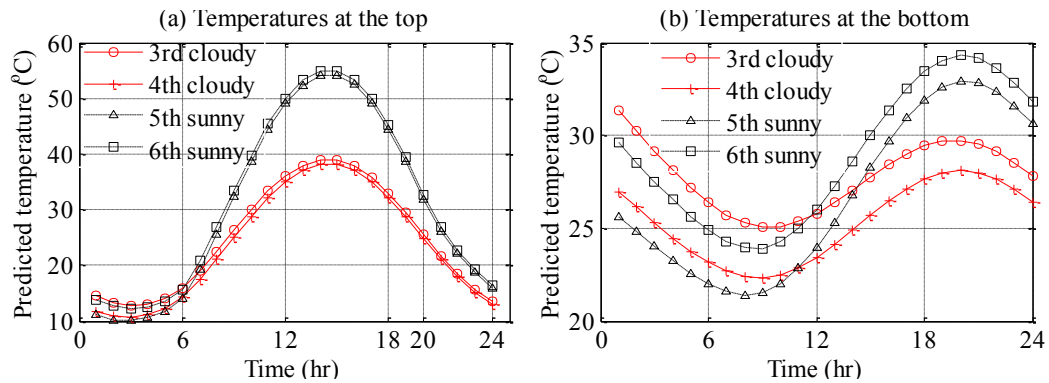 (a) Temperatures at the top
Predicted temperature (⁰C)
60
50
40
30
20
10
3rd cloudy
4th cloudy
5th sunny
6th sunny
0 6 12 18 20 24
Time (hr)
(b) Temperatures at the bottom
Predicted temperature (⁰C)
35
30
25
20
3rd cloudy
4th cloudy
5th sunny
6th sunny
0 6 12 18 24
Time (hr)